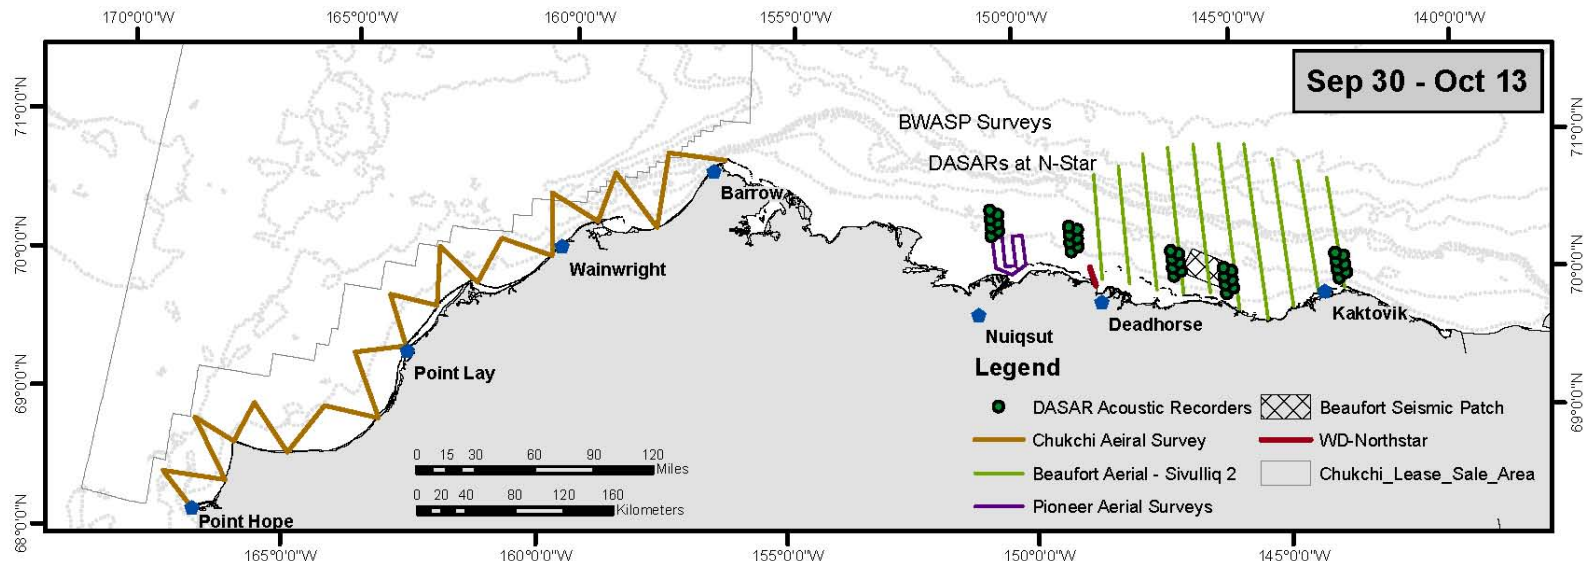 170°0'0"W 165°0'0"W 160°0'0"W 155°0'0"W 150°0'0"W 145°0'0"W 140°0'0"W
Sep 30 - Oct 13
71°0'0"N
71°0'0"N
BWASP Surveys
DASARs at N-Star
Barrow
70°0'0"N
70°0'0"N
Wainwright
Kaktovik
Deadhorse
Nuiqsut
Point Lay
Legend
69°0'0"N
69°0'0"N
DASAR Acoustic Recorders
Beaufort Seismic Patch
Chukchi Aeiral Survey
WD-Northstar
Beaufort Aerial - Sivulliq 2
Chukchi_Lease_Sale_Area
Pioneer Aerial Surveys
0 15 30 60 90 120
Miles
0 20 40 80 120 160
Kilometers
Point Hope
68°0'0"N
165°0'0"W 160°0'0"W 155°0'0"W 150°0'0"W 145°0'0"W